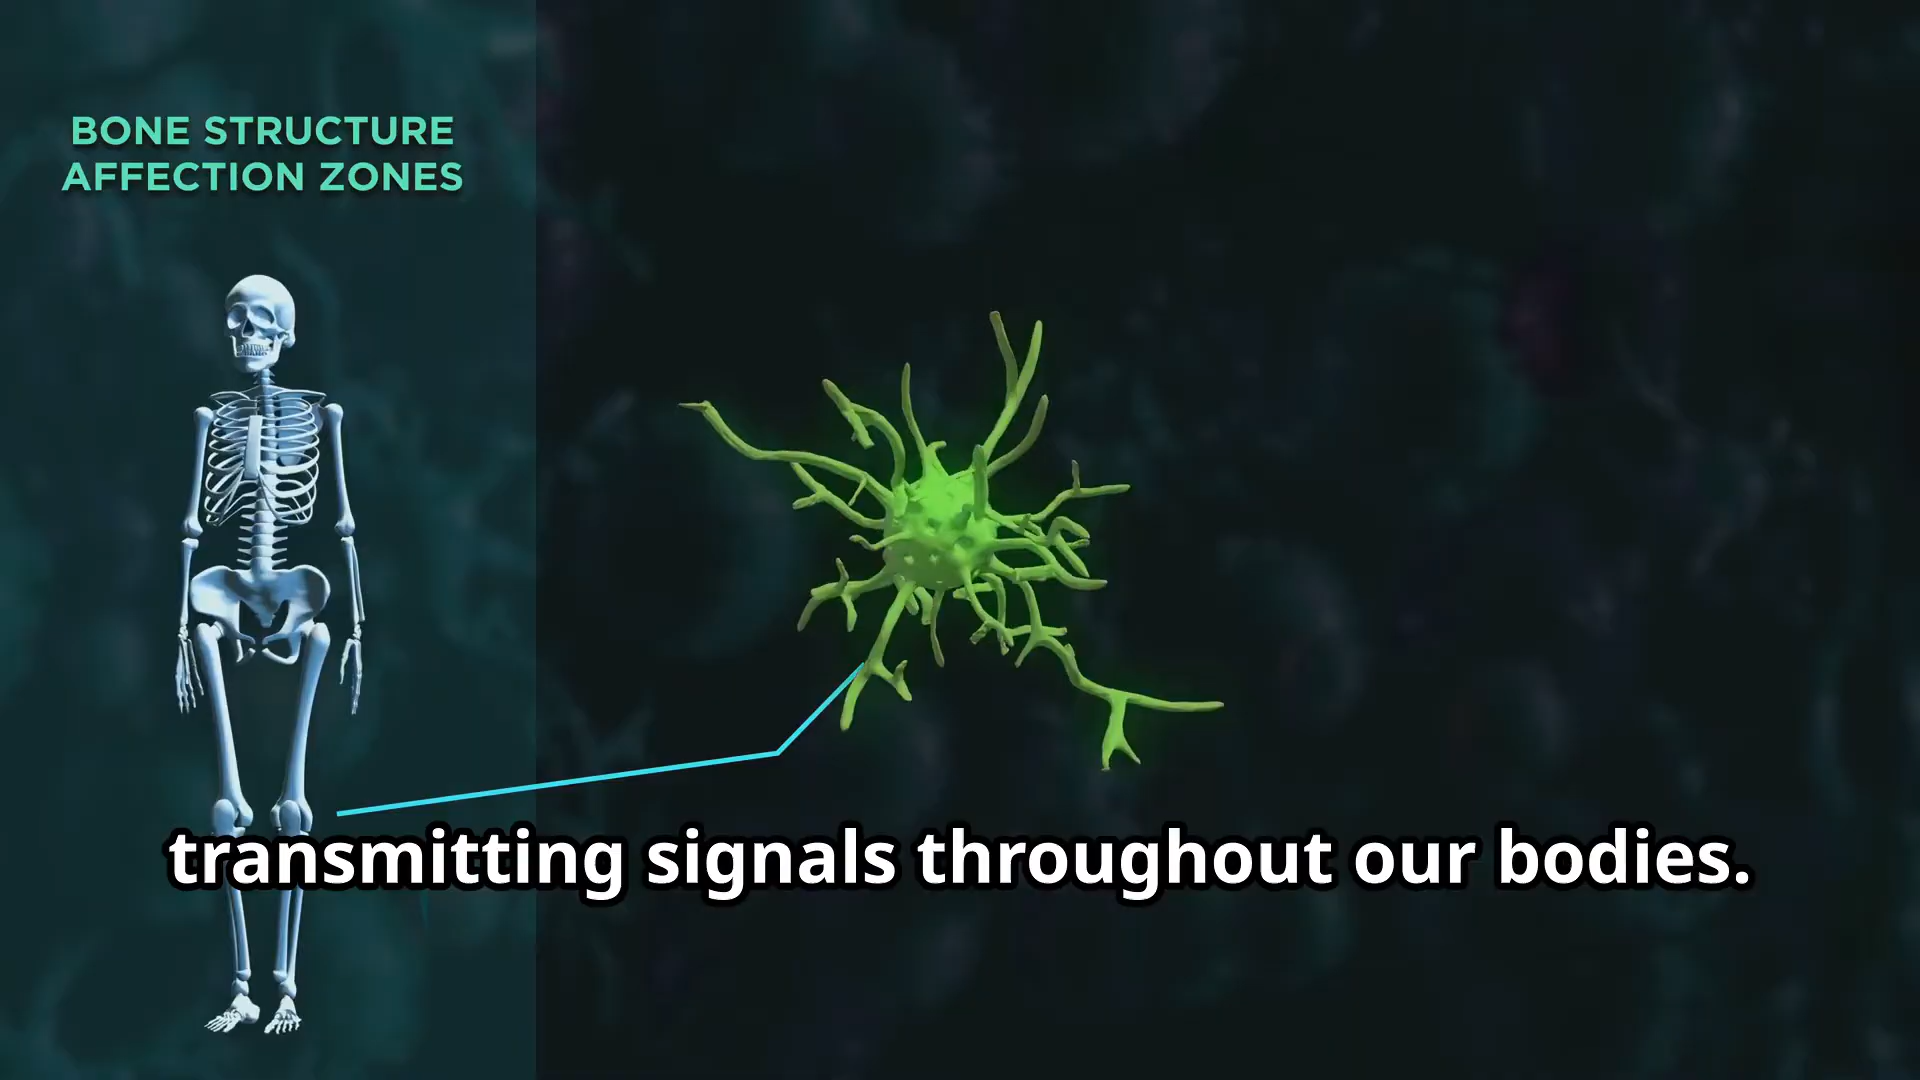 BONE STRUCTURE
AFFECTION ZONES
transmitting signals throughout our bodies.